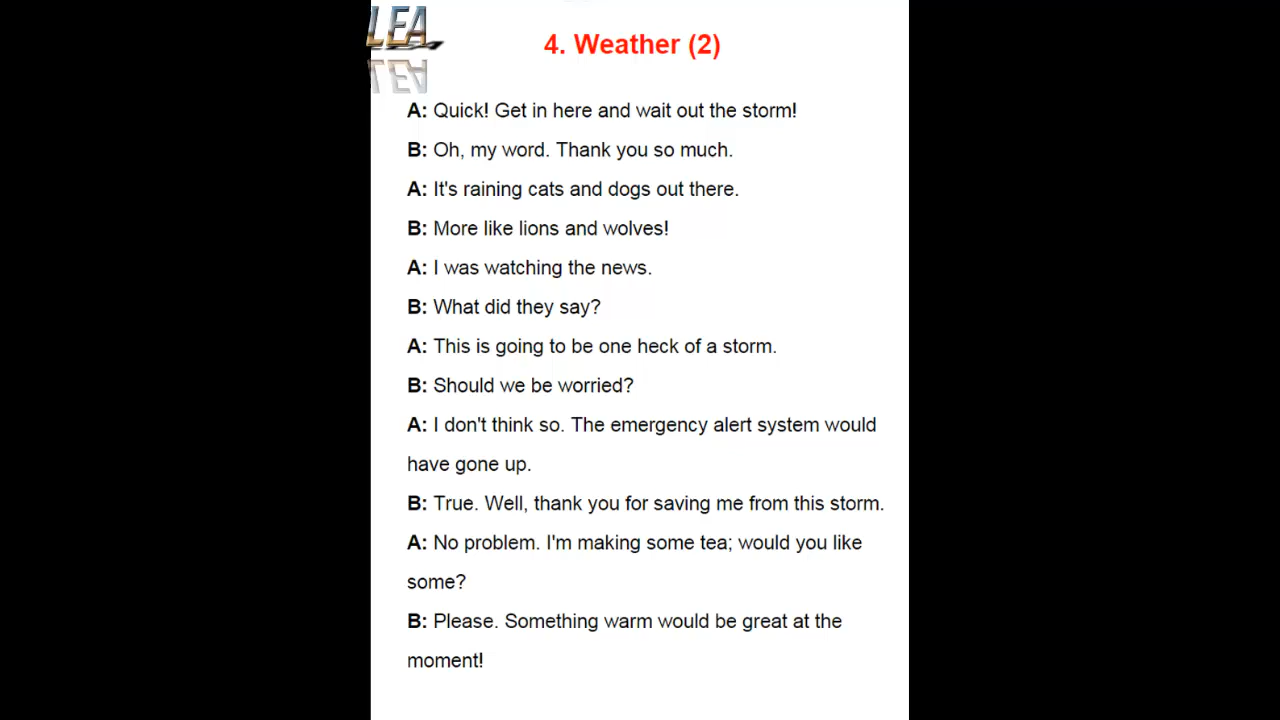 LEA
4. Weather (2)
A: Quick! Get in here and wait out the storm!
B: Oh, my word. Thank you so much.
A: It's raining cats and dogs out there.
B: More like lions and wolves!
A: I was watching the news.
B: What did they say?
A: This is going to be one heck of a storm.
B: Should we be worried?
A: I don't think so. The emergency alert system would
have gone up.
B: True. Well, thank you for saving me from this storm.
A: No problem. I'm making some tea; would you like
some?
B: Please. Something warm would be great at the
moment!